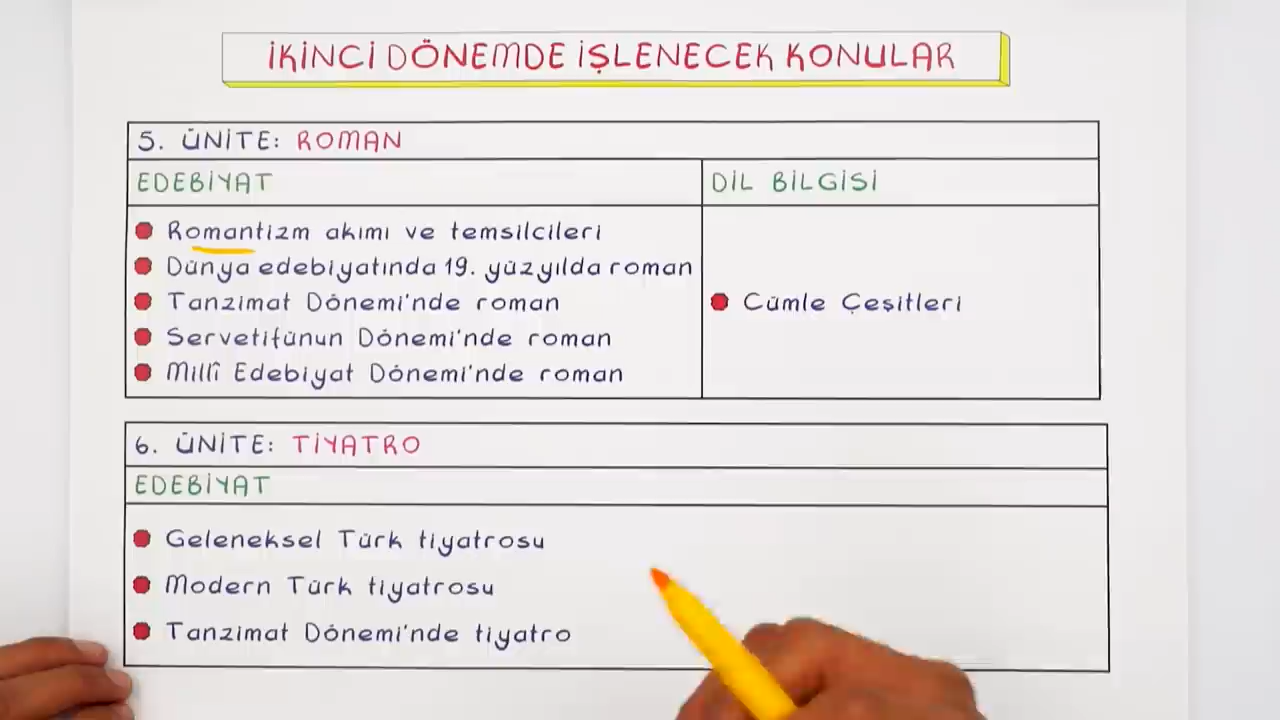 İKİNCİ DÖNEMDE İŞLENECEK KONULAR
5. ÜNİTE: ROMAN
EDEBİYAT
DİL BİLGİSİ
Romantizm akımı ve temsilcileri
Dünya edebiyatında 19. yüzyılda roman
Tanzimat Dönemi'nde roman
Servetifünun Dönemi'nde roman
Millî Edebiyat Dönemi'nde roman
Cümle Çeşitleri
6. ÜNİTE: TİYATRO
EDEBİYAT
Geleneksel Türk tiyatrosu
Modern Türk tiyatrosu
Tanzimat Dönemi'nde tiyatro